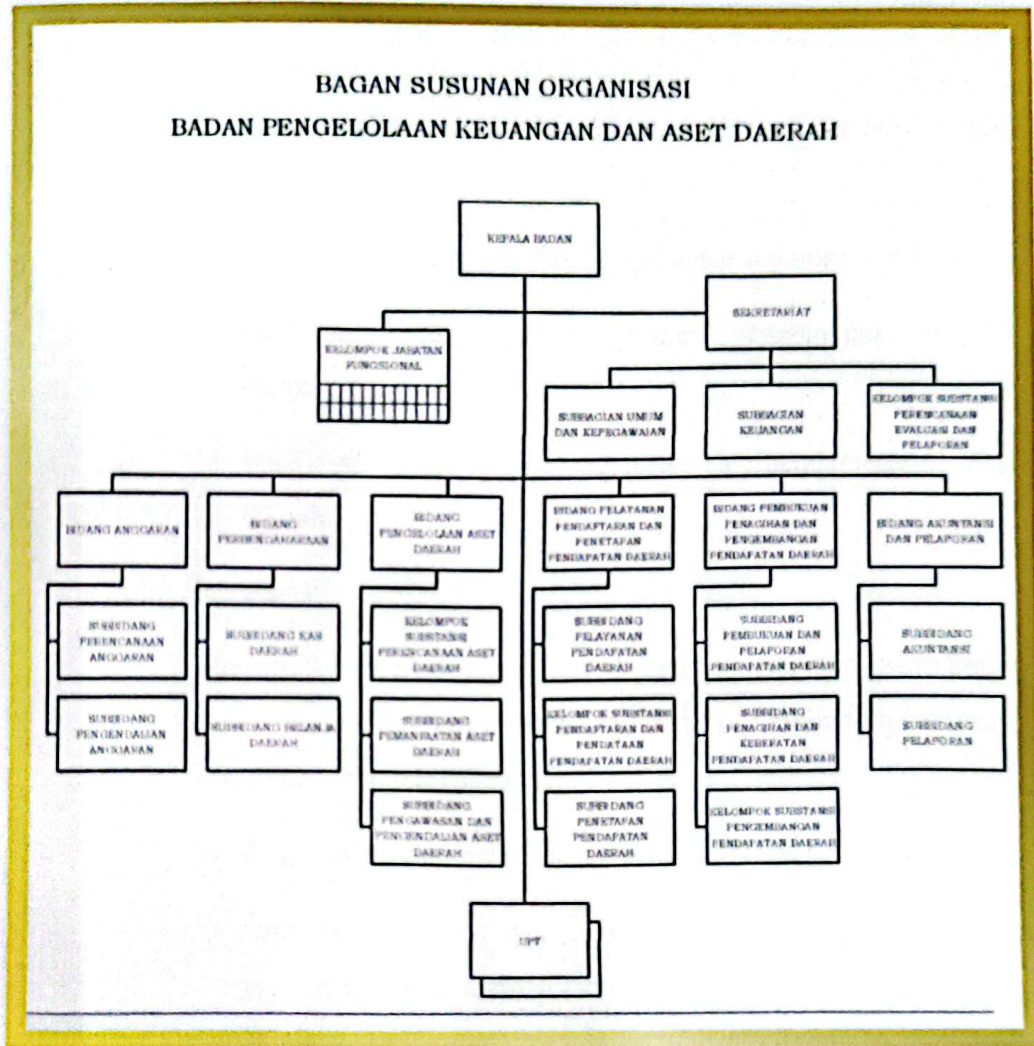 BAGAN SUSUNAN ORGANISASI
BADAN PENGELOLAAN KEUANGAN DAN ASET DAERAH
KEPALA BADAN
SEKRETARIAT
KELOMPOK JABATAN
FUNGSIONAL
SUBBAGIAN UMUM
DAN KEPEGAWAIAN
SUBBAGIAN
KEUANGAN
KELOMPOK SUBSTANSI
PERENCANAAN
EVALUASI DAN
PELAPORAN
BIDANG ANGGARAN
BIDANG
PERBENDAHARAAN
BIDANG
PENGELOLAAN ASET
DAERAH
BIDANG PELAYANAN
PENDAFTARAN DAN
PENETAPAN
PENDAPATAN DAERAH
BIDANG PEMBUKUAN
PENAGIHAN DAN
PENGEMBANGAN
PENDAPATAN DAERAH
BIDANG AKUNTANSI
DAN PELAPORAN
SUBBIDANG
PERENCANAAN
ANGGARAN
SUBBIDANG KAS
DAERAH
KELOMPOK
SUBSTANSI
PERENCANAAN ASET
DAERAH
SUBBIDANG
PELAYANAN
PENDAPATAN
DAERAH
SUBBIDANG
PEMBUKUAN DAN
PELAPORAN
PENDAPATAN DAERAH
SUBBIDANG
AKUNTANSI
SUBBIDANG
PENGENDALIAN
ANGGARAN
SUBBIDANG BELANJA
DAERAH
SUBBIDANG
PEMANFAATAN ASET
DAERAH
KELOMPOK SUBSTANSI
PENDAFTARAN DAN
PENDATAAN
PENDAPATAN DAERAH
SUBBIDANG
PENAGIHAN DAN
KEBERATAN
PENDAPATAN DAERAH
SUBBIDANG
PELAPORAN
SUBBIDANG
PENGAWASAN DAN
PENGENDALIAN ASET
DAERAH
SUBBIDANG
PENETAPAN
PENDAPATAN
DAERAH
KELOMPOK SUBSTANSI
PENGEMBANGAN
PENDAPATAN DAERAH
UPT